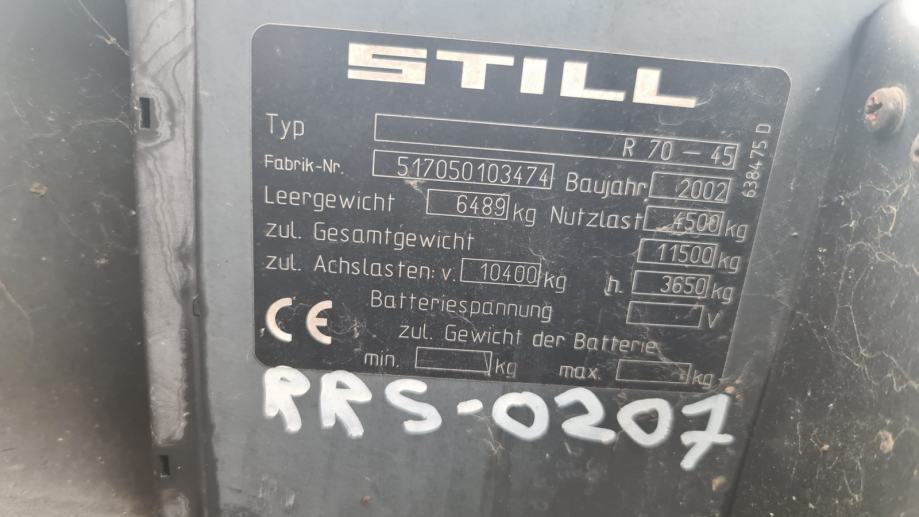 STILL
Typ R 70 - 45
Fabrik-Nr. 517050103474 Baujahr 2002
Leergewicht 6489 kg Nutzlast 4500 kg
zul. Gesamtgewicht 11500 kg
zul. Achslasten: v. 10400 kg h. 3650 kg
Batteriespannung V
zul. Gewicht der Batterie
min. kg max. kg
CE
638475 D
RRS-0207